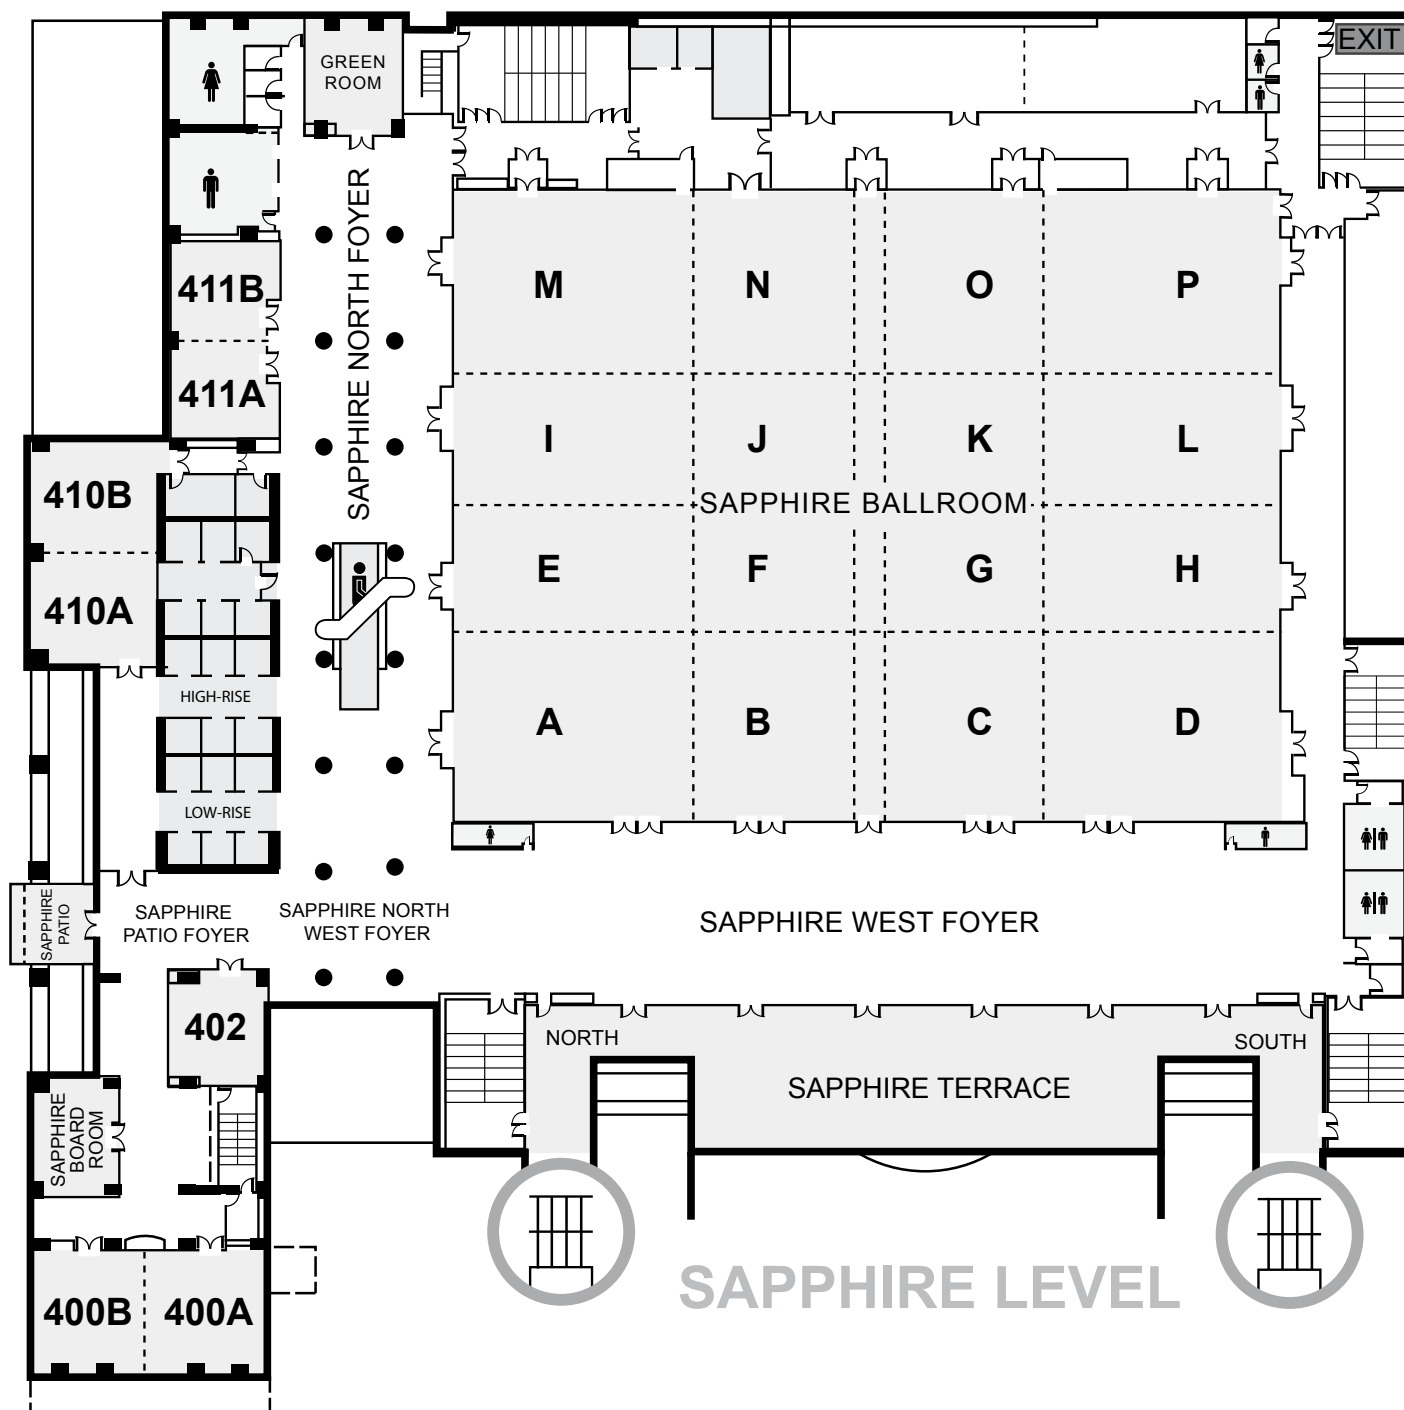 EXIT
GREEN
ROOM
SAPPHIRE NORTH FOYER
411B
411A
M
N
O
P
I
J
K
L
410B
410A
SAPPHIRE BALLROOM
E
F
G
H
HIGH-RISE
LOW-RISE
A
B
C
D
SAPPHIRE
PATIO
SAPPHIRE
PATIO FOYER
SAPPHIRE NORTH
WEST FOYER
SAPPHIRE WEST FOYER
402
NORTH
SOUTH
SAPPHIRE TERRACE
SAPPHIRE
BOARD
ROOM
400B
400A
SAPPHIRE LEVEL